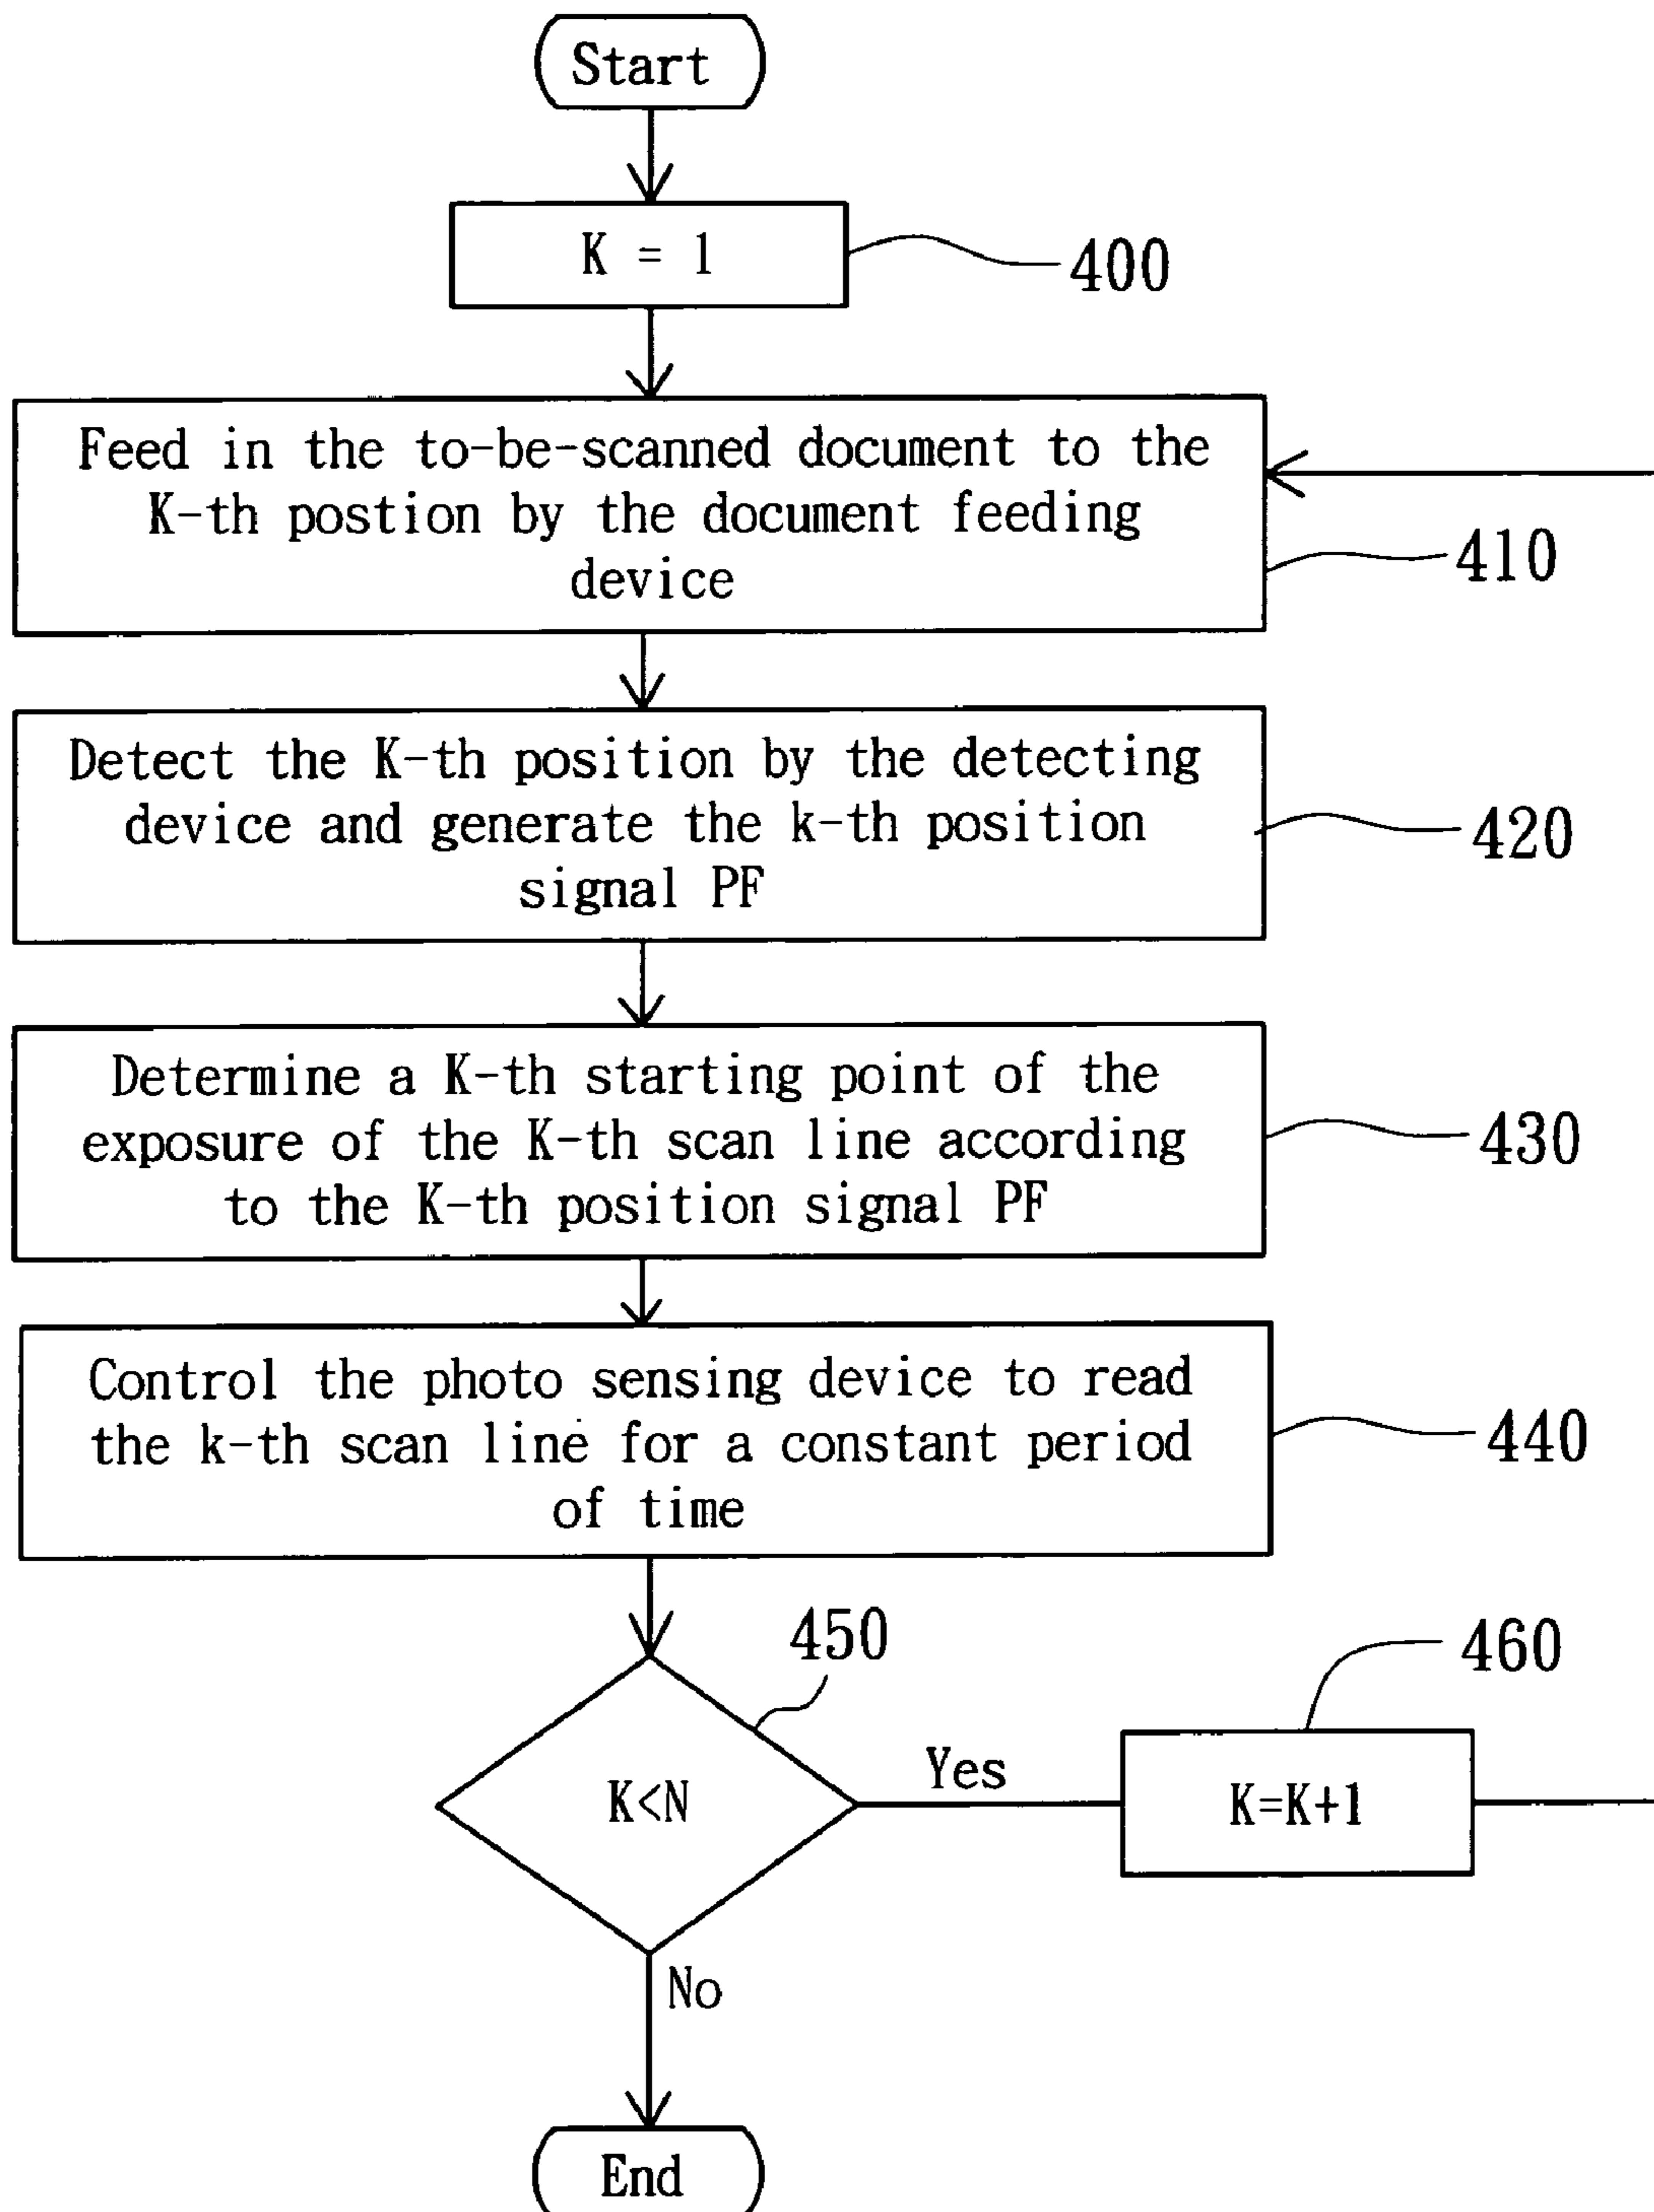 Start
K = 1
400
Feed in the to-be-scanned document to the
K-th postion by the document feeding
device
410
Detect the K-th position by the detecting
device and generate the k-th position
signal PF
420
Determine a K-th starting point of the
exposure of the K-th scan line according
to the K-th position signal PF
430
Control the photo sensing device to read
the k-th scan line for a constant period
of time
440
450
460
K<N
Yes
K=K+1
No
End